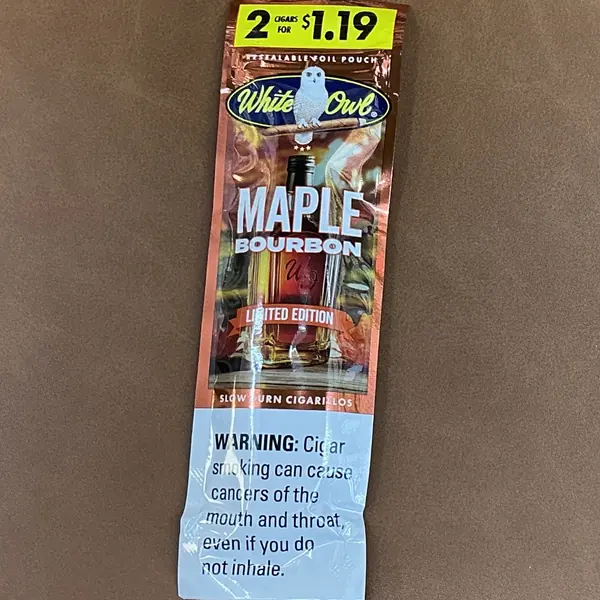 2 CIGARS FOR $1.19
RESEALABLE FOIL POUCH
White Owl®
MAPLE
BOURBON
LIMITED EDITION
SLOW BURN CIGARILLOS
WARNING: Cigar
smoking can cause
cancers of the
mouth and throat,
even if you do
not inhale.